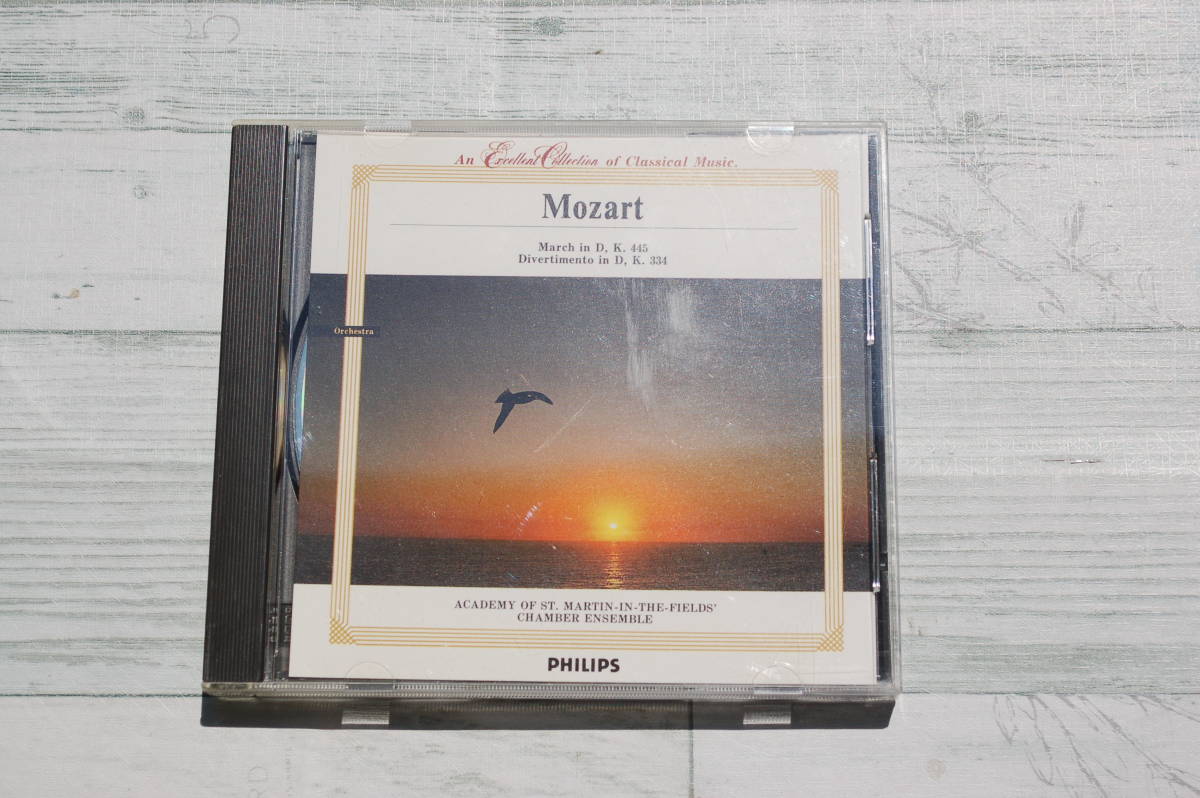 An Excellent Collection of Classical Music.
Mozart
March in D, K. 445
Divertimento in D, K. 334
Orchestra
ACADEMY OF ST. MARTIN-IN-THE-FIELDS'
CHAMBER ENSEMBLE
PHILIPS